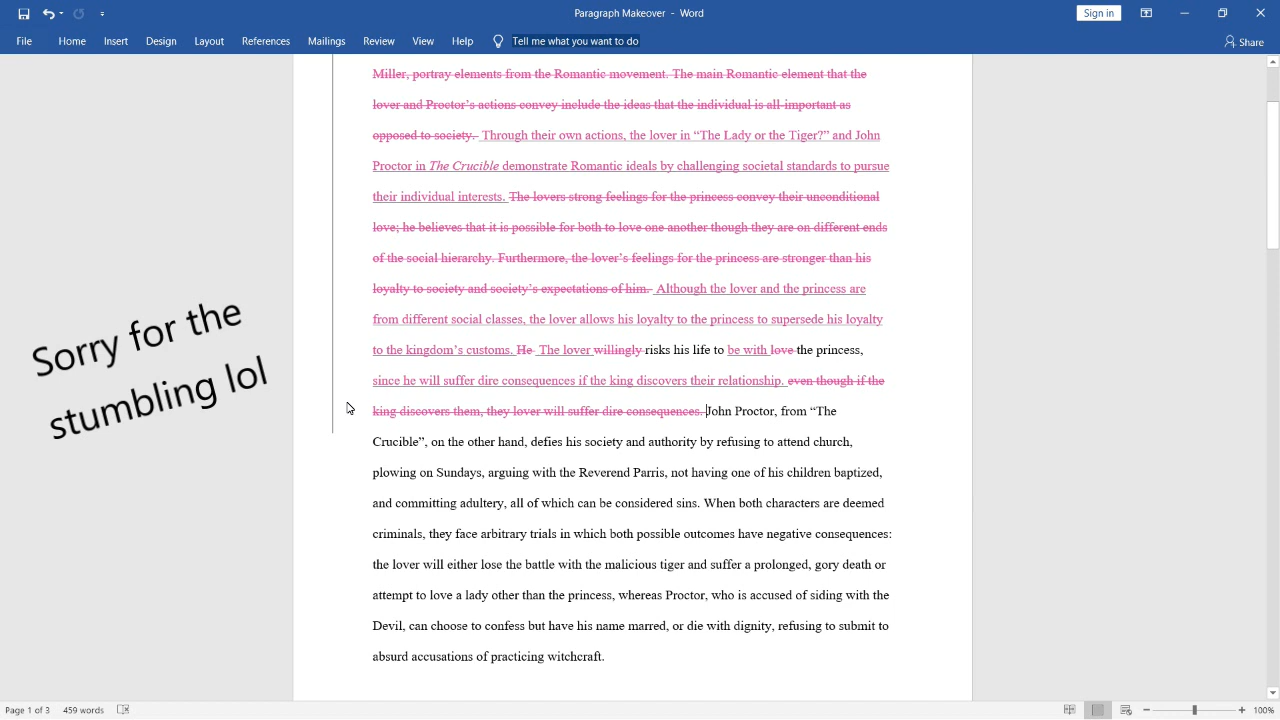 Paragraph Makeover - Word
Sign in
File Home Insert Design Layout References Mailings Review View Help Tell me what you want to do Share
Miller, portray elements from the Romantic movement. The main Romantic element that the
lover and Proctor's actions convey include the ideas that the individual is all-important as
opposed to society. Through their own actions, the lover in “The Lady or the Tiger?” and John
Proctor in The Crucible demonstrate Romantic ideals by challenging societal standards to pursue
their individual interests. The lovers strong feelings for the princess convey their unconditional
love; he believes that it is possible for both to love one another though they are on different ends
of the social hierarchy. Furthermore, the lover's feelings for the princess are stronger than his
loyalty to society and society's expectations of him. Although the lover and the princess are
from different social classes, the lover allows his loyalty to the princess to supersede his loyalty
to the kingdom's customs. He The lover willingly risks his life to be with love the princess,
since he will suffer dire consequences if the king discovers their relationship. even though if the
king discovers them, they lover will suffer dire consequences. John Proctor, from “The
Crucible”, on the other hand, defies his society and authority by refusing to attend church,
plowing on Sundays, arguing with the Reverend Parris, not having one of his children baptized,
and committing adultery, all of which can be considered sins. When both characters are deemed
criminals, they face arbitrary trials in which both possible outcomes have negative consequences:
the lover will either lose the battle with the malicious tiger and suffer a prolonged, gory death or
attempt to love a lady other than the princess, whereas Proctor, who is accused of siding with the
Devil, can choose to confess but have his name marred, or die with dignity, refusing to submit to
absurd accusations of practicing witchcraft.
Sorry for the
stumbling lol
Page 1 of 3 459 words 100%